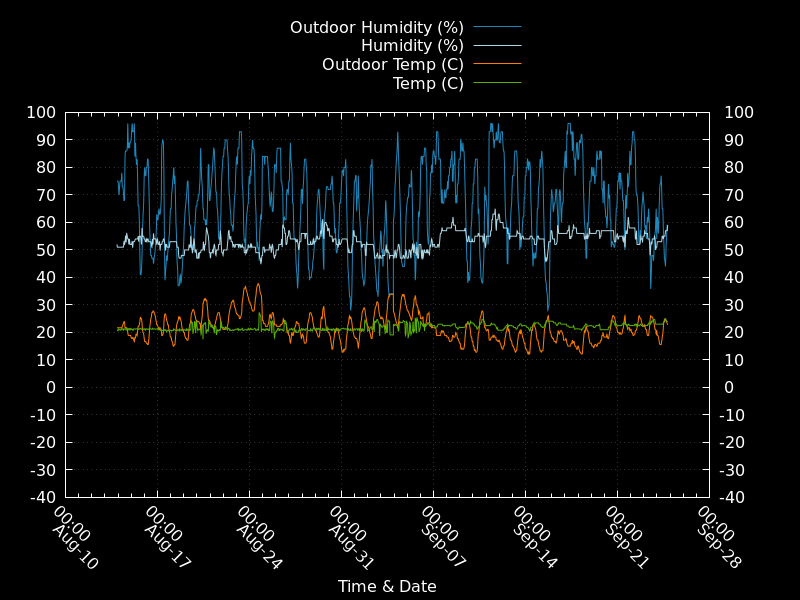 Outdoor Humidity (%)
Humidity (%)
Outdoor Temp (C)
Temp (C)
100 100
90 90
80 80
70 70
60 60
50 50
40 40
30 30
20 20
10 10
0 0
-10 -10
-20 -20
-30 -30
-40 -40
00:00 00:00 00:00 00:00 00:00 00:00 00:00 00:00
Aug-10 Aug-17 Aug-24 Aug-31 Sep-07 Sep-14 Sep-21 Sep-28
Time & Date